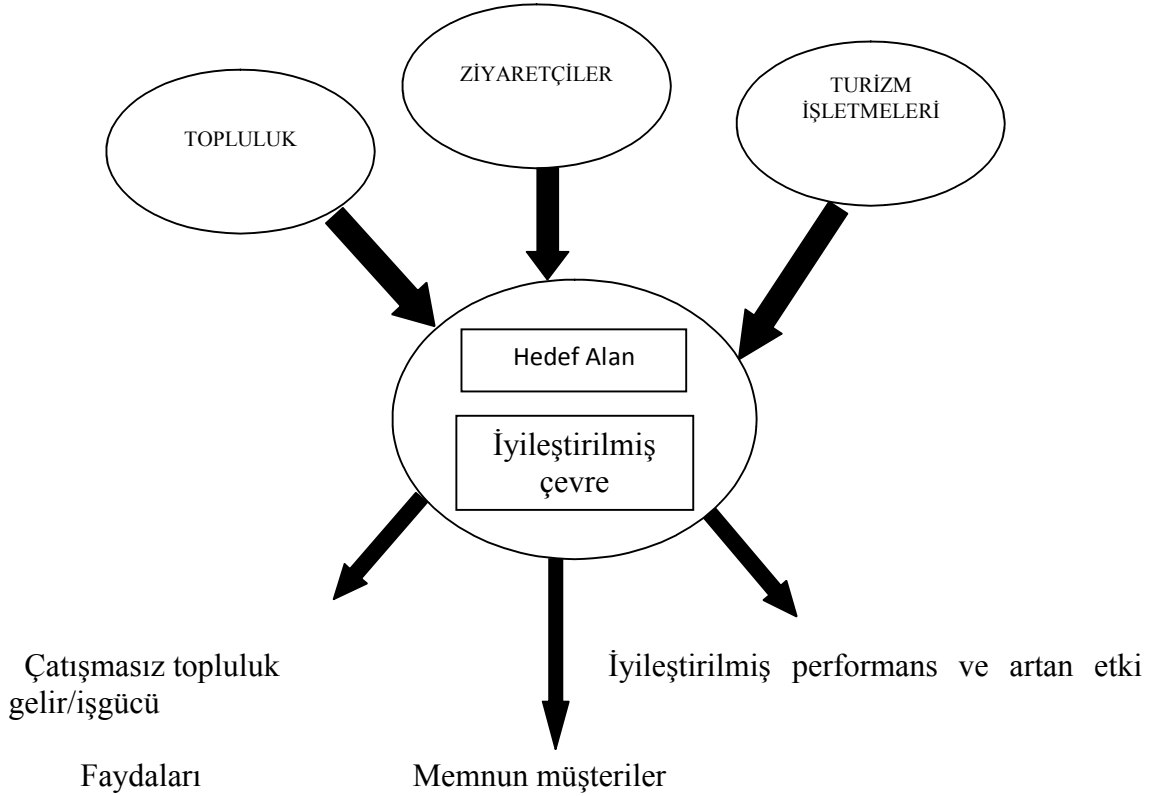 TOPLULUK
ZİYARETÇİLER
TURİZM
İŞLETMELERİ
Hedef Alan
İyileştirilmiş
çevre
Çatışmasız topluluk
gelir/işgücü
Faydaları
Memnun müşteriler
İyileştirilmiş performans ve artan etki